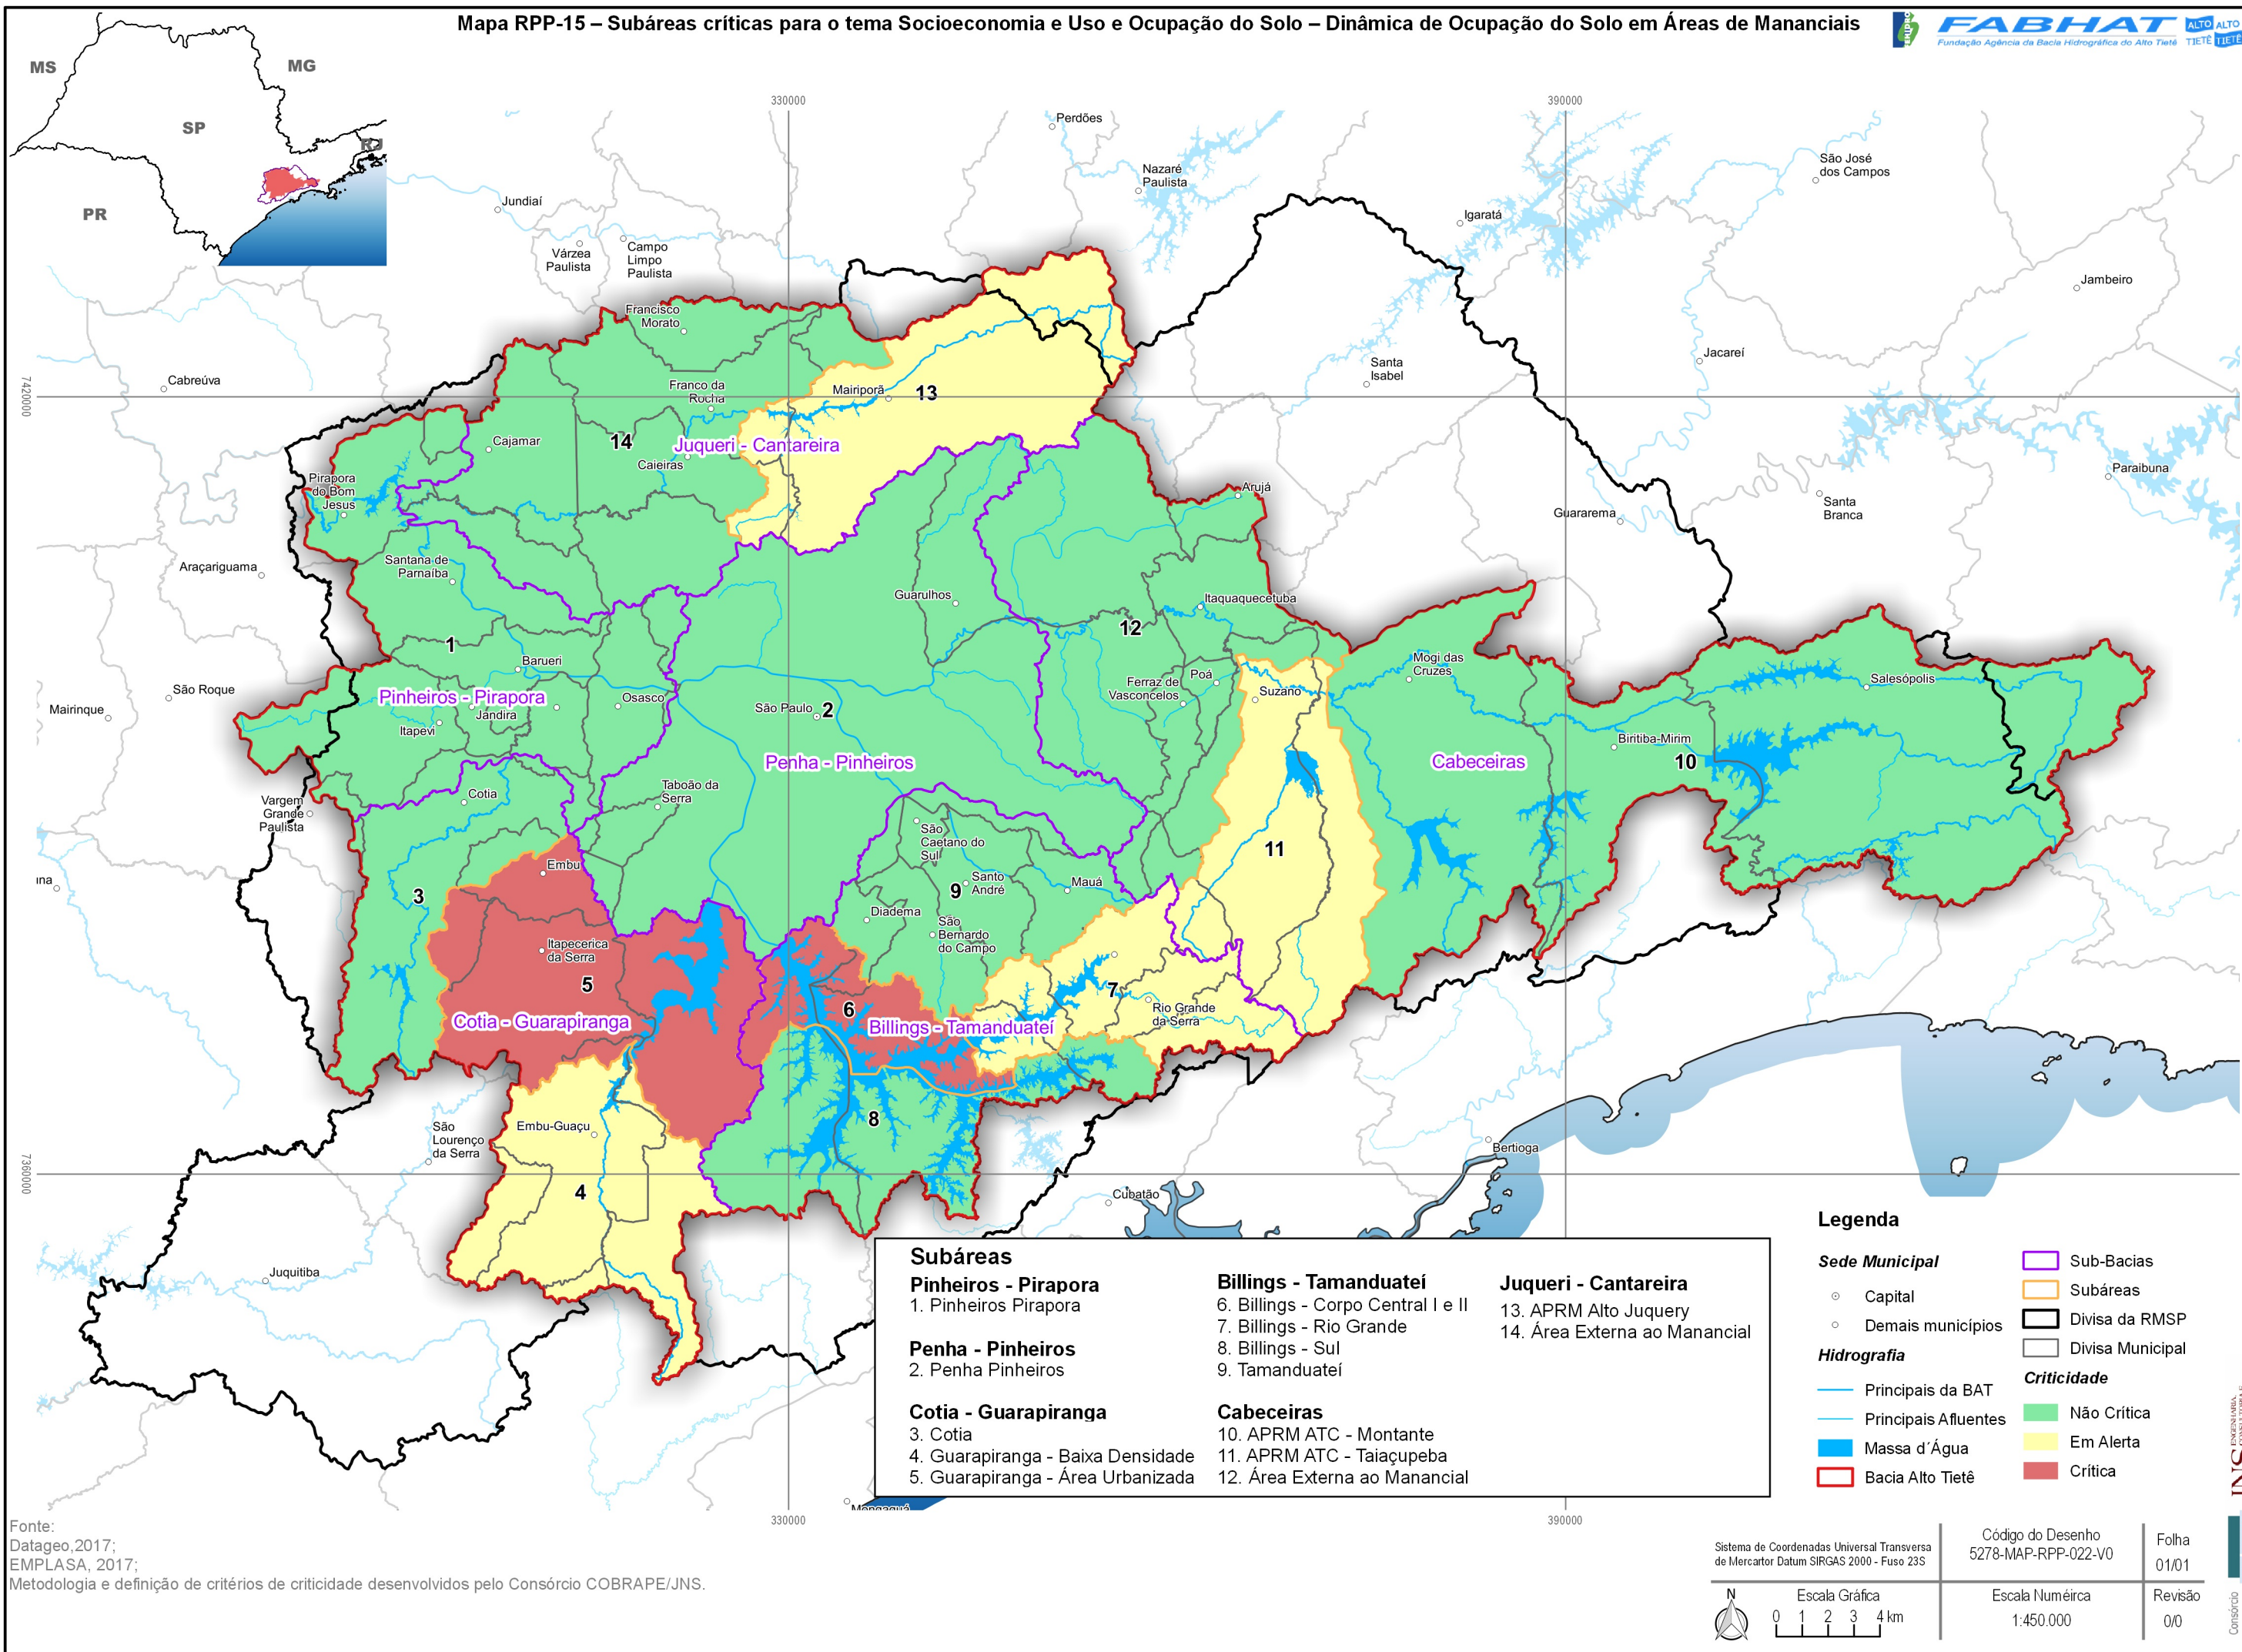 Mapa RPP-15 – Subáreas críticas para o tema Socioeconomia e Uso e Ocupação do Solo – Dinâmica de Ocupação do Solo em Áreas de Mananciais
FABHAT
Fundação Agência da Bacia Hidrográfica do Alto Tietê
ALTO ALTO
TIETÊ TIETÊ
MS
MG
SP
RJ
PR
330000
390000
Perdões
Nazaré
Paulista
São José
dos Campos
Jundiaí
Igaratá
Várzea
Paulista
Campo
Limpo
Paulista
Jambeiro
Francisco
Morato
Santa
Isabel
Jacareí
Cabreúva
7420000
Franco da
Rocha
Mairiporã
13
Cajamar
14
Juqueri - Cantareira
Caieiras
Pirapora
do Bom
Jesus
Arujá
Paraibuna
Santa
Branca
Guararema
Araçariguama
Santana de
Parnaíba
Guarulhos
Itaquaquecetuba
12
1
Barueri
Mogi das
Cruzes
São Roque
Mairinque
Pinheiros - Pirapora
Jandira
Itapevi
Osasco
São Paulo
2
Ferraz de
Vasconcelos
Poá
Suzano
Salesópolis
Biritiba-Mirim
Penha - Pinheiros
Cabeceiras
10
Taboão da
Serra
Cotia
Vargem
Grande
Paulista
São
Caetano do
Sul
11
Embu
Santo
André
9
Mauá
3
ina
Diadema
São
Bernardo
do Campo
Itapecerica
da Serra
5
7
6
Rio Grande
da Serra
Cotia - Guarapiranga
Billings - Tamanduateí
8
Embu-Guaçu
São
Lourenço
da Serra
Bertioga
7360000
4
Cubatão
Juquitiba
Mongaguá
Subáreas
Pinheiros - Pirapora
1. Pinheiros Pirapora
Penha - Pinheiros
2. Penha Pinheiros
Cotia - Guarapiranga
3. Cotia
4. Guarapiranga - Baixa Densidade
5. Guarapiranga - Área Urbanizada
Billings - Tamanduateí
6. Billings - Corpo Central I e II
7. Billings - Rio Grande
8. Billings - Sul
9. Tamanduateí
Cabeceiras
10. APRM ATC - Montante
11. APRM ATC - Taiaçupeba
12. Área Externa ao Manancial
Juqueri - Cantareira
13. APRM Alto Juquery
14. Área Externa ao Manancial
Legenda
Sede Municipal
Capital
Demais municípios
Hidrografia
Principais da BAT
Principais Afluentes
Massa d´Água
Bacia Alto Tietê
Sub-Bacias
Subáreas
Divisa da RMSP
Divisa Municipal
Criticidade
Não Crítica
Em Alerta
Crítica
330000
390000
Fonte:
Datageo,2017;
EMPLASA, 2017;
Metodologia e definição de critérios de criticidade desenvolvidos pelo Consórcio COBRAPE/JNS.
Sistema de Coordenadas Universal Transversa
de Mercartor Datum SIRGAS 2000 - Fuso 23S
Código do Desenho
5278-MAP-RPP-022-V0
Folha
01/01
N
Escala Gráfica
0 1 2 3 4 km
Escala Numéirca
1:450.000
Revisão
0/0
Consórcio
JNS